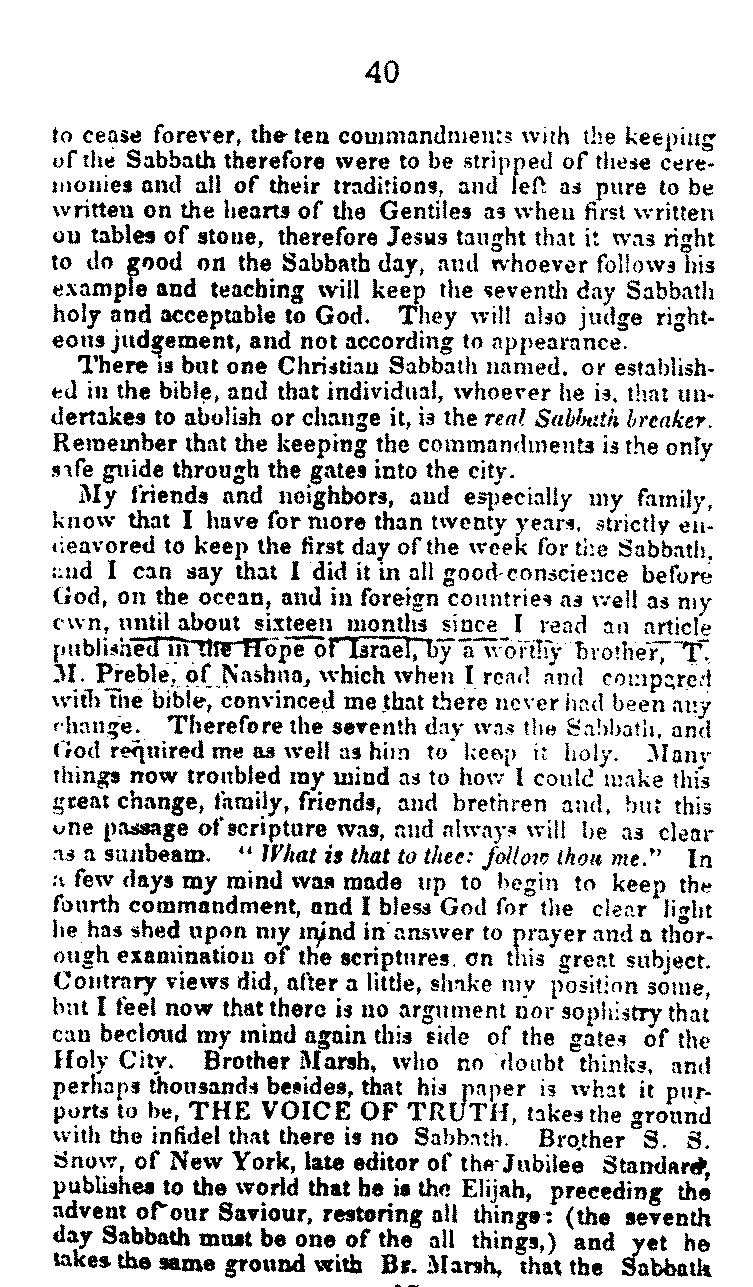 40
to cease forever, the ten commandments with the keeping
of the Sabbath therefore were to be stripped of these cere-
monies and all of their traditions, and left as pure to be
written on the hearts of the Gentiles as when first written
on tables of stone, therefore Jesus taught that it was right
to do good on the Sabbath day, and whoever follows his
example and teaching will keep the seventh day Sabbath
holy and acceptable to God. They will also judge right-
eous judgement, and not according to appearance.
There is but one Christian Sabbath named, or establish-
ed in the bible, and that individual, whoever he is, that un-
dertakes to abolish or change it, is the real Sabbath breaker.
Remember that the keeping the commandments is the only
safe guide through the gates into the city.
My friends and neighbors, and especially my family,
know that I have for more than twenty years, strictly en-
deavored to keep the first day of the week for the Sabbath,
and I can say that I did it in all good conscience before
God, on the ocean, and in foreign countries as well as my
own, until about sixteen months since I read an article
published in the Hope of Israel, by a worthy brother, T.
M. Preble, of Nashua, which when I read and compared
with the bible, convinced me that there never had been any
change. Therefore the seventh day was the Sabbath, and
God required me as well as him to keep it holy. Many
things now troubled my mind as to how I could make this
great change, family, friends, and brethren and, but this
one passage of scripture was, and always will be as clear
as a sunbeam. "What is that to thee: follow thou me." In
a few days my mind was made up to begin to keep the
fourth commandment, and I bless God for the clear light
he has shed upon my mind in answer to prayer and a thor-
ough examination of the scriptures on this great subject.
Contrary views did, after a little, shake my position some,
but I feel now that there is no argument nor sophistry that
can becloud my mind again this side of the gates of the
Holy City. Brother Marsh, who no doubt thinks, and
perhaps thousands besides, that his paper is what it pur-
ports to be, THE VOICE OF TRUTH, takes the ground
with the infidel that there is no Sabbath. Brother S. S.
Snow, of New York, late editor of the Jubilee Standard,
publishes to the world that he is the Elijah, preceding the
advent of our Saviour, restoring all things: (the seventh
day Sabbath must be one of the all things,) and yet he
takes the same ground with Br. Marsh, that the Sabbath